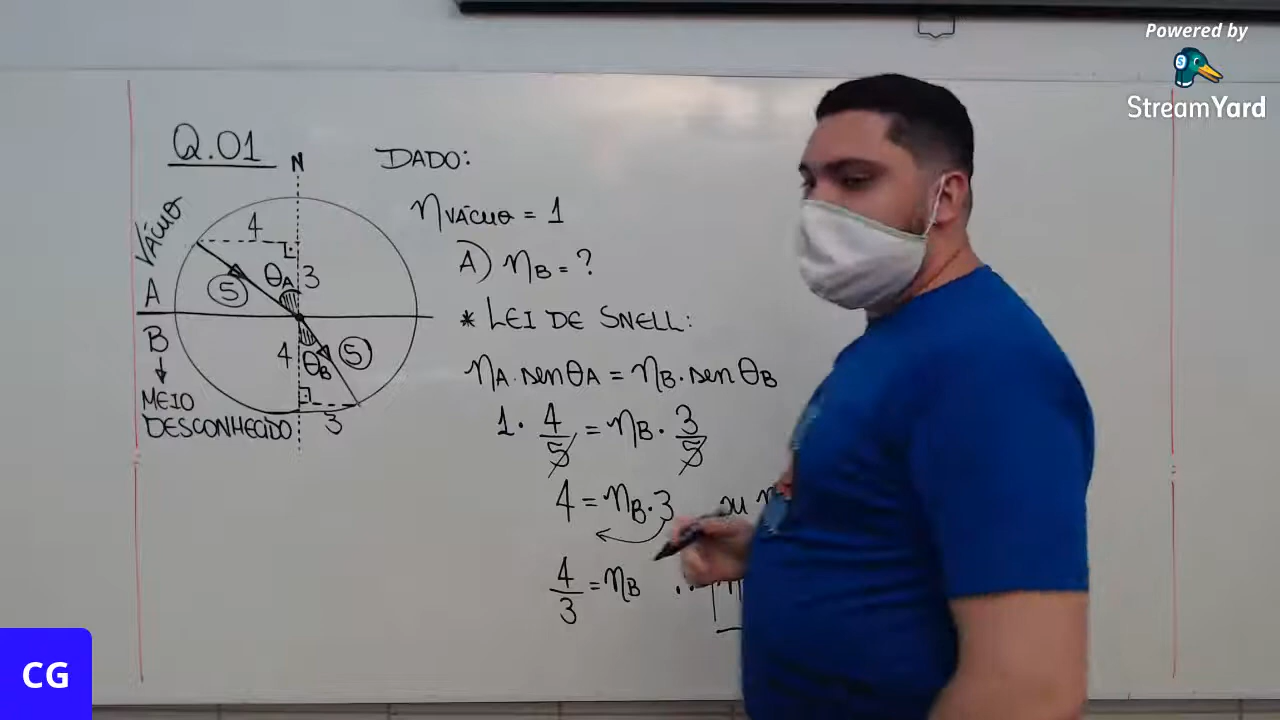 Powered by
StreamYard
Q.01
N
DADO:
VÁCUO
4
ηVÁCUO = 1
A) ηB = ?
θA
3
5
A
* LEI DE SNELL:
B
4
θB
5
ηA . sen θA = ηB . sen θB
MEIO
DESCONHECIDO
3
1 . 4/5 = ηB . 3/5
4 = ηB . 3 ou
4/3 = ηB
CG